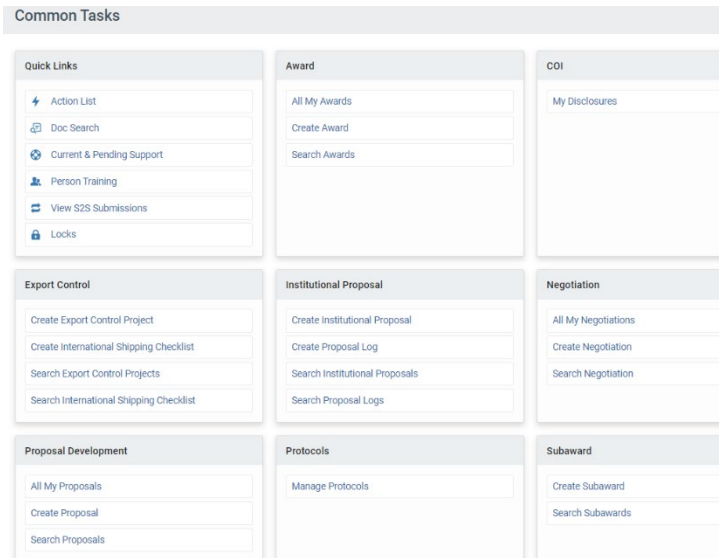 Common Tasks
Quick Links
Action List
Doc Search
Current & Pending Support
Person Training
View S2S Submissions
Locks
Award
All My Awards
Create Award
Search Awards
COI
My Disclosures
Export Control
Create Export Control Project
Create International Shipping Checklist
Search Export Control Projects
Search International Shipping Checklist
Institutional Proposal
Create Institutional Proposal
Create Proposal Log
Search Institutional Proposals
Search Proposal Logs
Negotiation
All My Negotiations
Create Negotiation
Search Negotiation
Proposal Development
All My Proposals
Create Proposal
Search Proposals
Protocols
Manage Protocols
Subaward
Create Subaward
Search Subawards